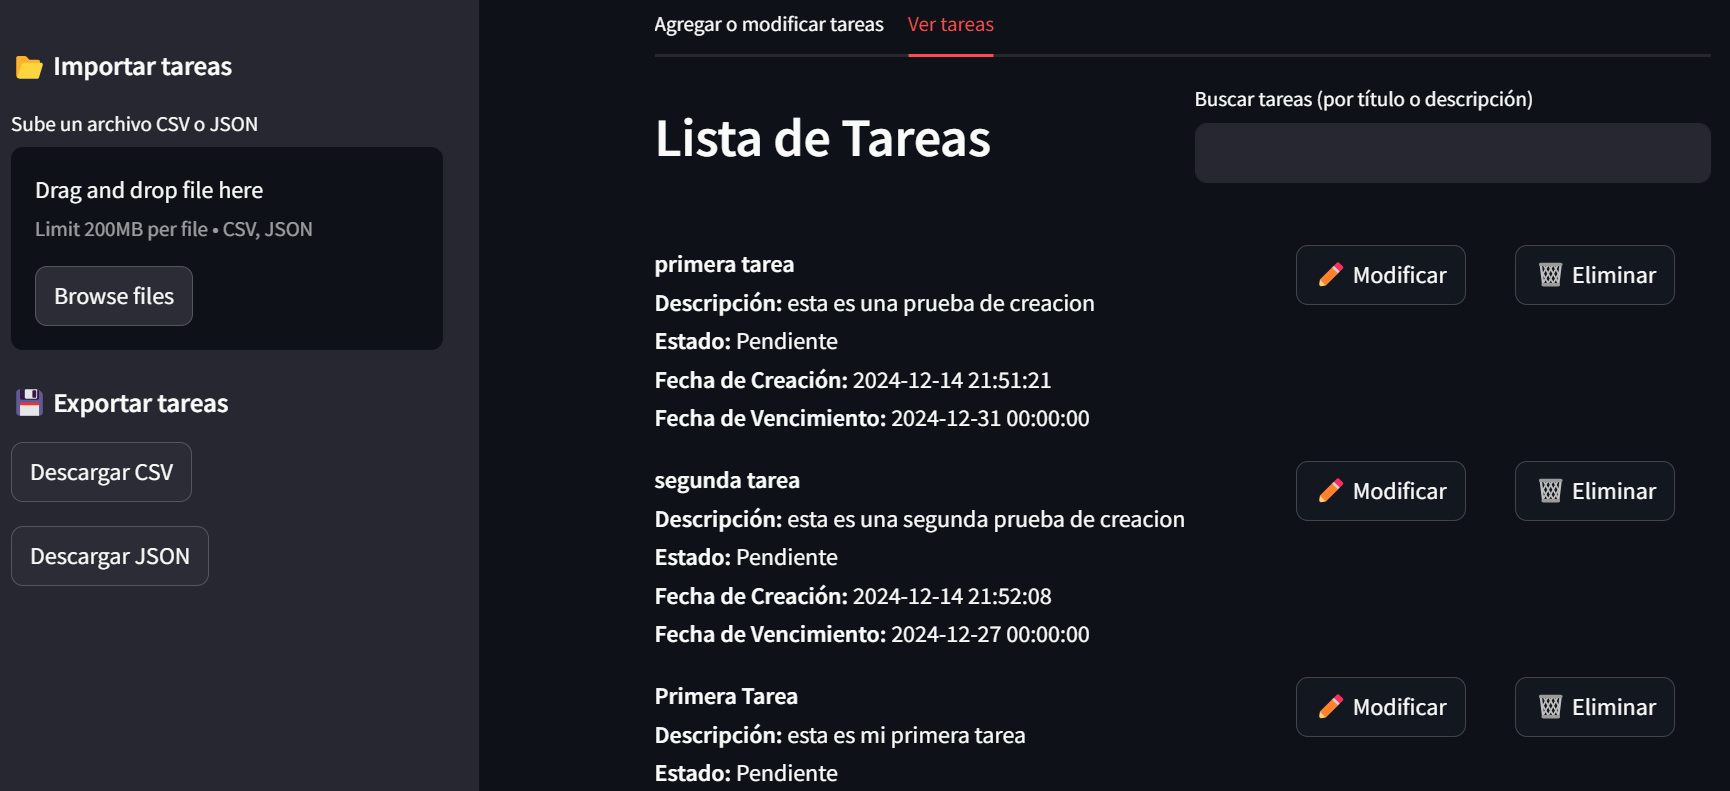 Importar tareas
Sube un archivo CSV o JSON
Drag and drop file here
Limit 200MB per file • CSV, JSON
Browse files
Exportar tareas
Descargar CSV
Descargar JSON
Agregar o modificar tareas
Ver tareas
Lista de Tareas
Buscar tareas (por título o descripción)
primera tarea
Descripción: esta es una prueba de creacion
Estado: Pendiente
Fecha de Creación: 2024-12-14 21:51:21
Fecha de Vencimiento: 2024-12-31 00:00:00
Modificar
Eliminar
segunda tarea
Descripción: esta es una segunda prueba de creacion
Estado: Pendiente
Fecha de Creación: 2024-12-14 21:52:08
Fecha de Vencimiento: 2024-12-27 00:00:00
Modificar
Eliminar
Primera Tarea
Descripción: esta es mi primera tarea
Estado: Pendiente
Modificar
Eliminar